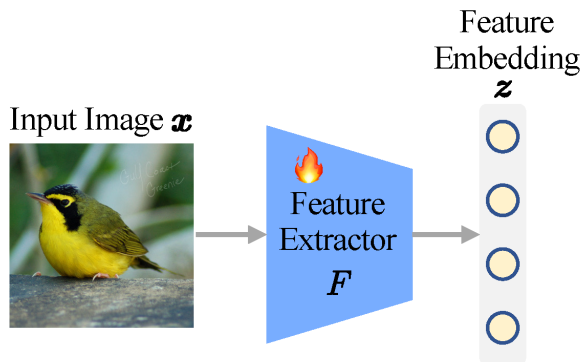 Feature
Embedding
z
Input Image x
Feature
Extractor
F